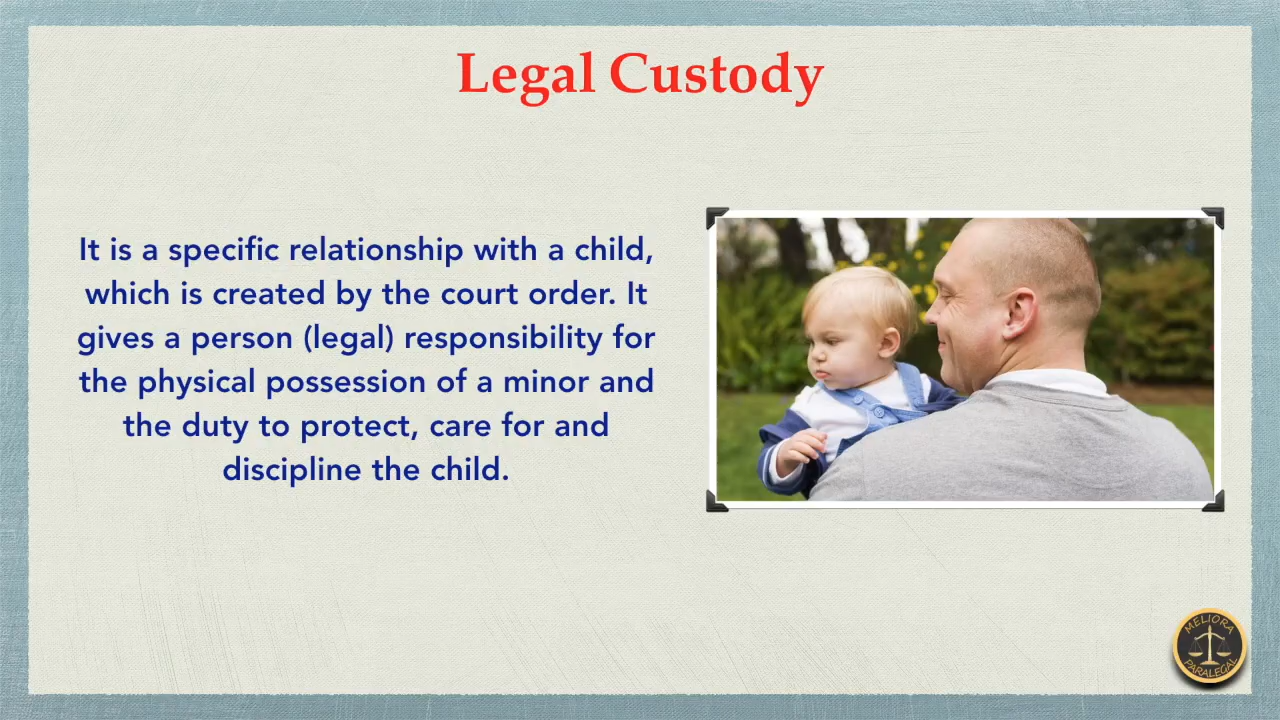 Legal Custody
It is a specific relationship with a child,
which is created by the court order. It
gives a person (legal) responsibility for
the physical possession of a minor and
the duty to protect, care for and
discipline the child.
MELIORA
PARALEGAL